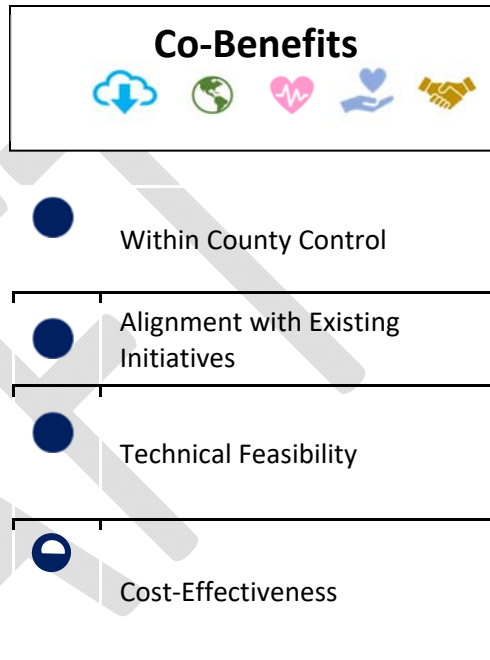 Co-Benefits
Within County Control
Alignment with Existing
Initiatives
Technical Feasibility
Cost-Effectiveness